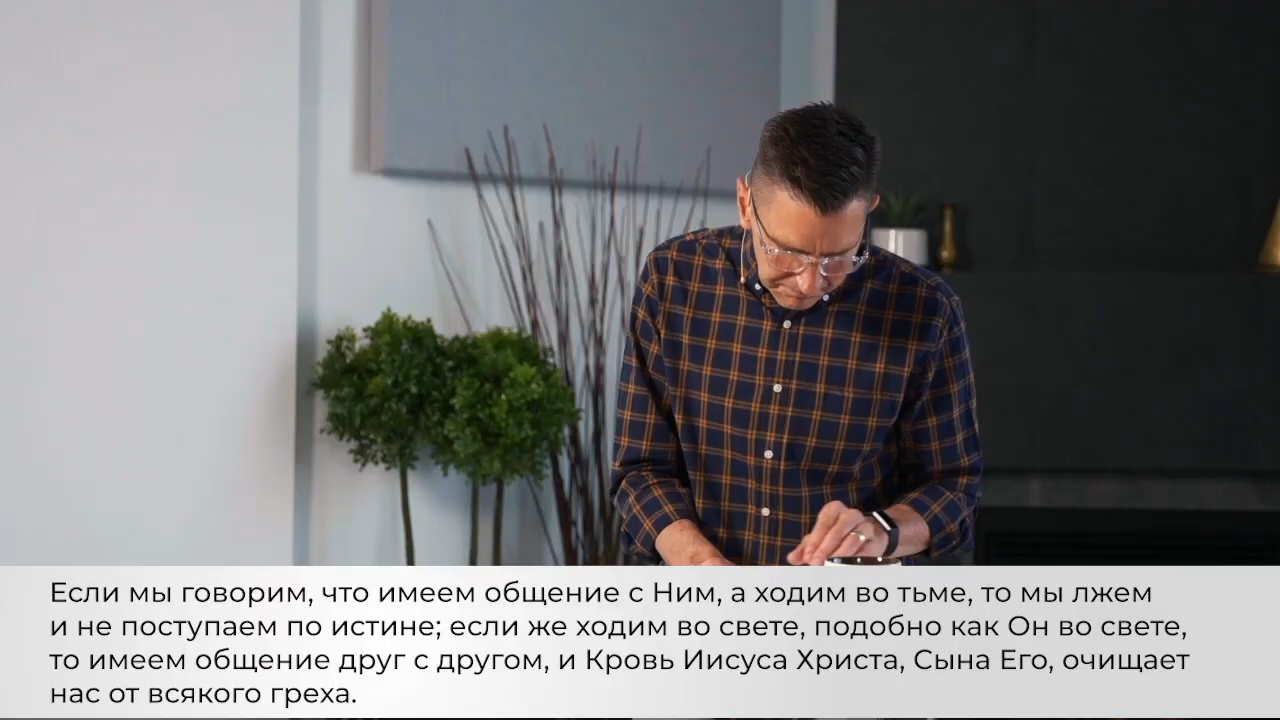 Если мы говорим, что имеем общение с Ним, а ходим во тьме, то мы лжем
и не поступаем по истине; если же ходим во свете, подобно как Он во свете,
то имеем общение друг с другом, и Кровь Иисуса Христа, Сына Его, очищает
нас от всякого греха.